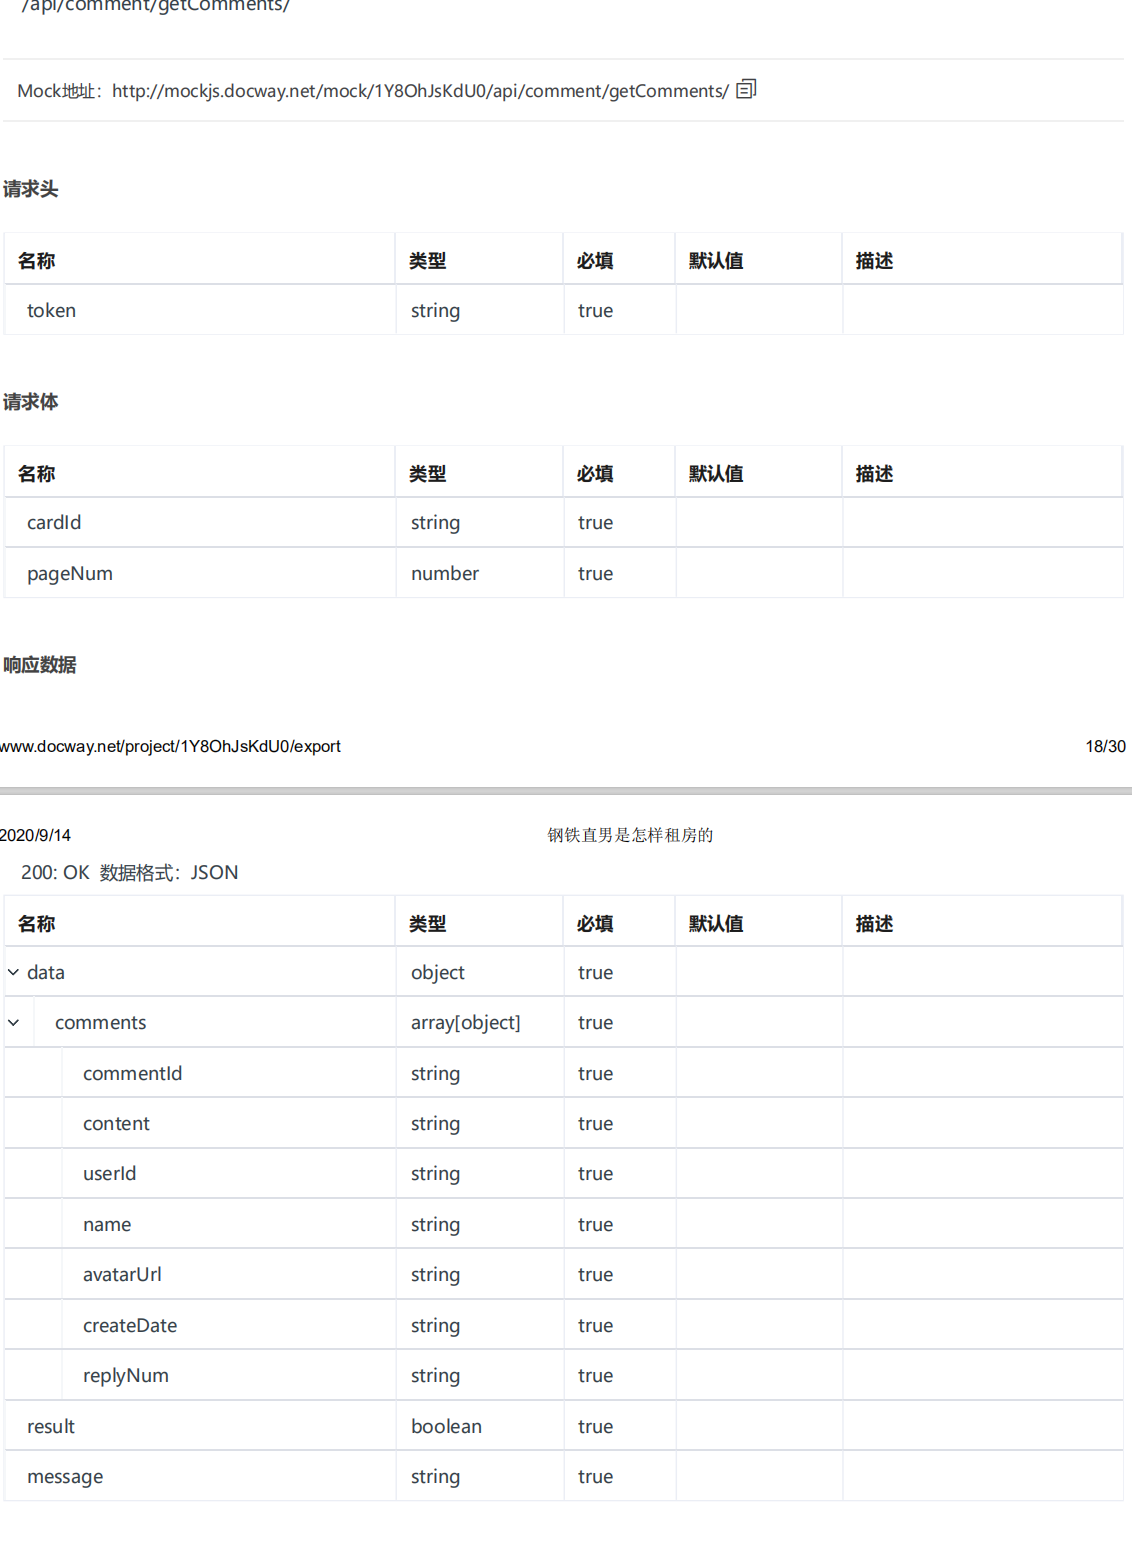 /api/comment/getComments/
Mock地址：http://mockjs.docway.net/mock/1Y8OhJsKdU0/api/comment/getComments/
请求头
名称 类型 必填 默认值 描述
token string true
请求体
名称 类型 必填 默认值 描述
cardId string true
pageNum number true
响应数据
www.docway.net/project/1Y8OhJsKdU0/export 18/30
2020/9/14 钢铁直男是怎样租房的
200: OK 数据格式：JSON
名称 类型 必填 默认值 描述
data object true
comments array[object] true
commentId string true
content string true
userId string true
name string true
avatarUrl string true
createDate string true
replyNum string true
result boolean true
message string true